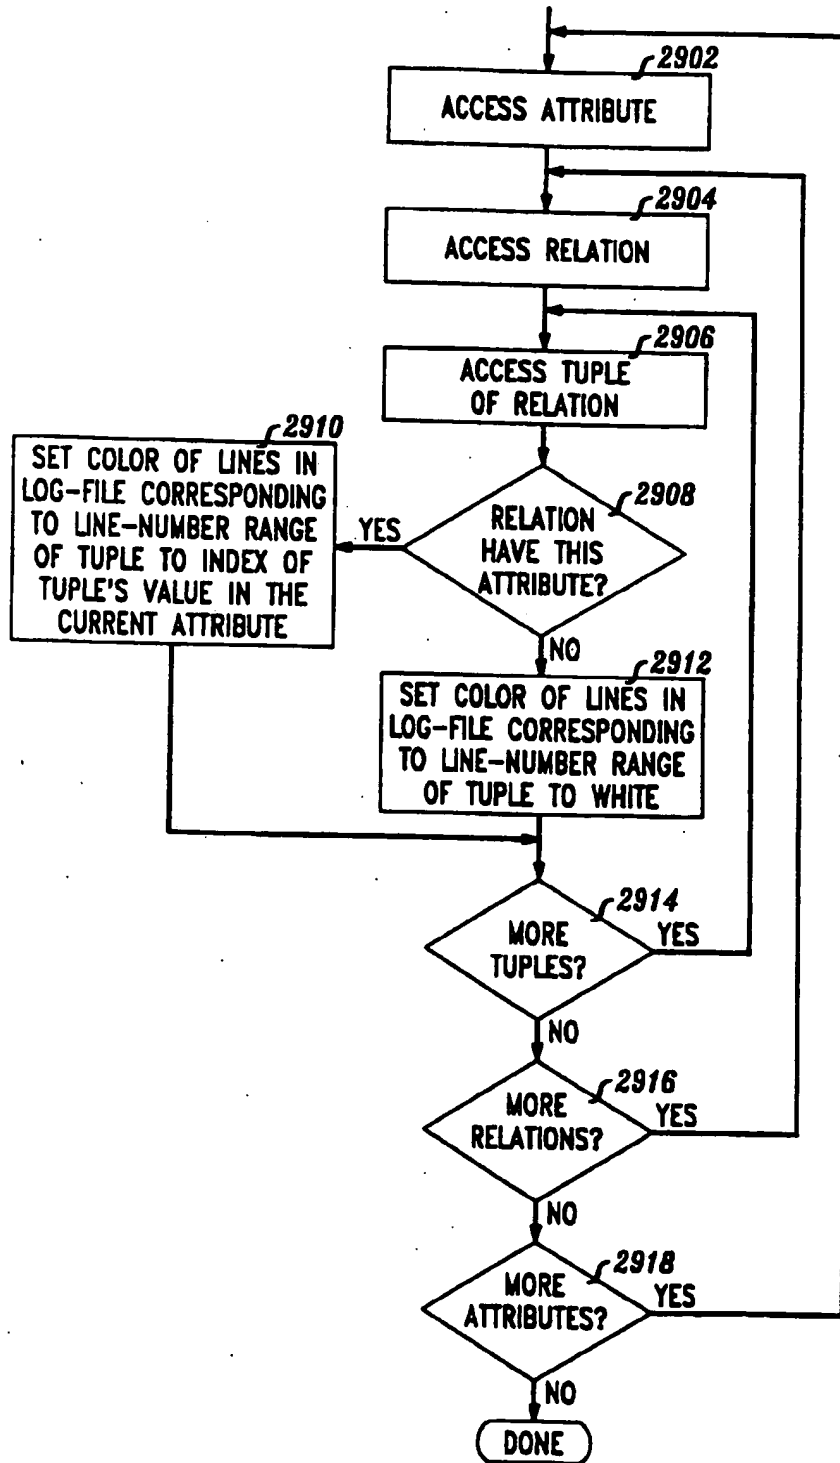 2902
ACCESS ATTRIBUTE
2904
ACCESS RELATION
2906
ACCESS TUPLE
OF RELATION
2910
SET COLOR OF LINES IN
LOG-FILE CORRESPONDING
TO LINE-NUMBER RANGE
OF TUPLE TO INDEX OF
TUPLE'S VALUE IN THE
CURRENT ATTRIBUTE
YES
2908
RELATION
HAVE THIS
ATTRIBUTE?
NO
2912
SET COLOR OF LINES IN
LOG-FILE CORRESPONDING
TO LINE-NUMBER RANGE
OF TUPLE TO WHITE
2914
MORE
TUPLES?
YES
NO
2916
MORE
RELATIONS?
YES
NO
2918
MORE
ATTRIBUTES?
YES
NO
DONE